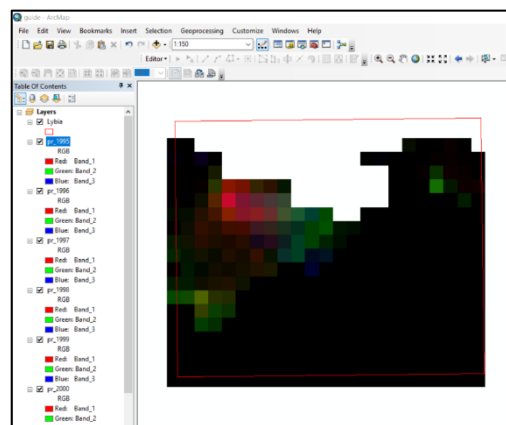 guide - ArcMap
File Edit View Bookmarks Insert Selection Geoprocessing Customize Windows Help
1:150
Editor
Table Of Contents
Layers
Lybia
pr_1995
RGB
Red: Band_1
Green: Band_2
Blue: Band_3
pr_1996
RGB
Red: Band_1
Green: Band_2
Blue: Band_3
pr_1997
RGB
Red: Band_1
Green: Band_2
Blue: Band_3
pr_1998
RGB
Red: Band_1
Green: Band_2
Blue: Band_3
pr_1999
RGB
Red: Band_1
Green: Band_2
Blue: Band_3
pr_2000
RGB
Red: Band_1
Green: Band_2